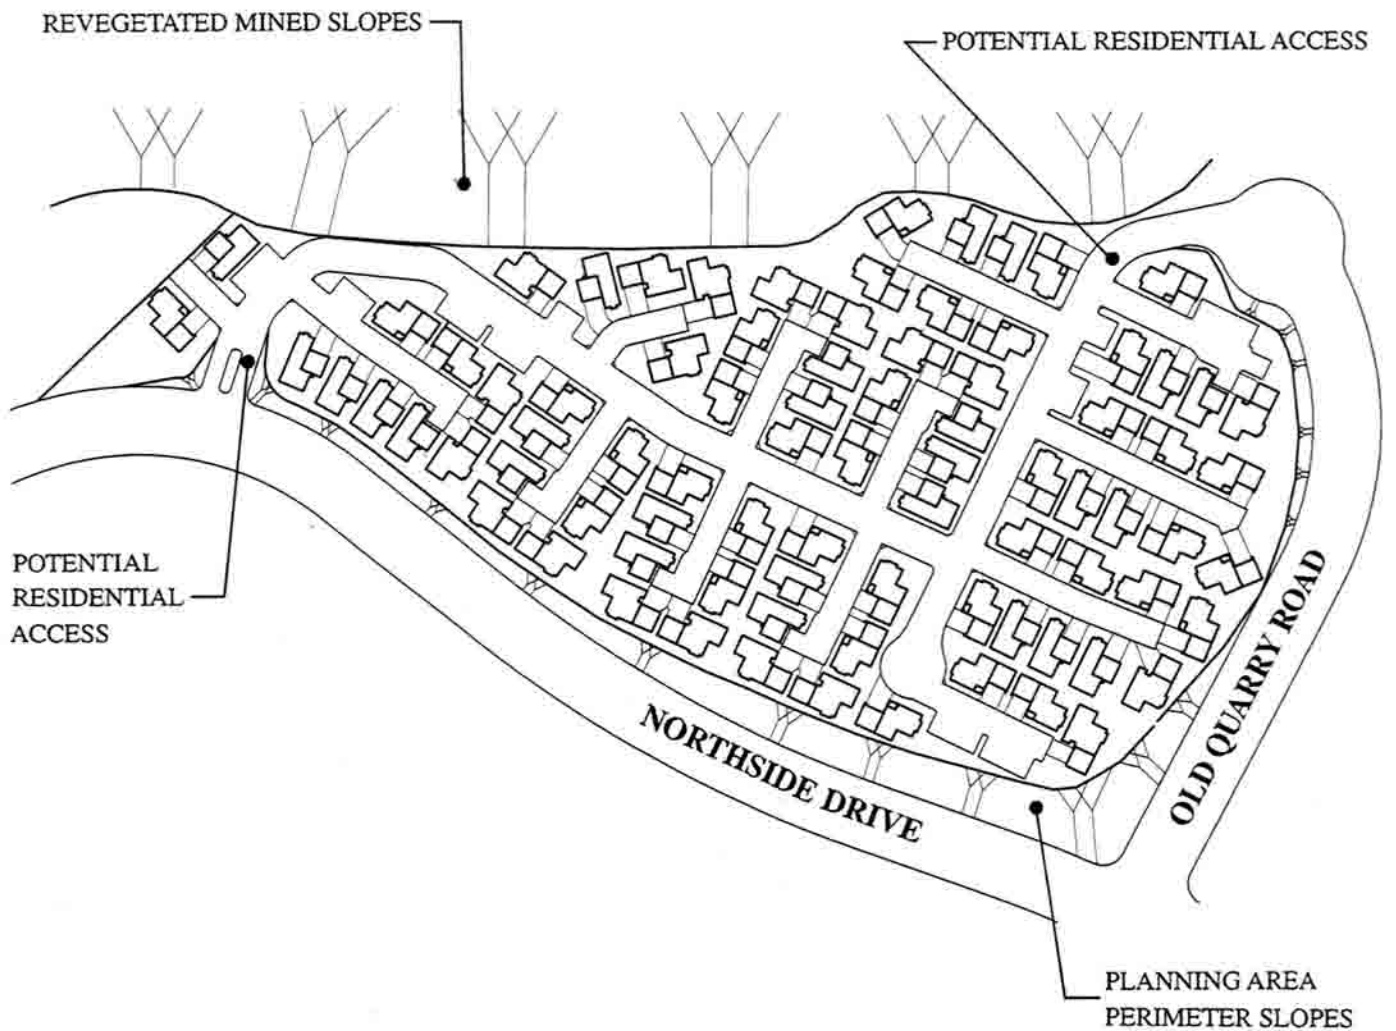 REVEGETATED MINED SLOPES
POTENTIAL RESIDENTIAL ACCESS
POTENTIAL
RESIDENTIAL
ACCESS
NORTHSIDE DRIVE
OLD QUARRY ROAD
PLANNING AREA
PERIMETER SLOPES